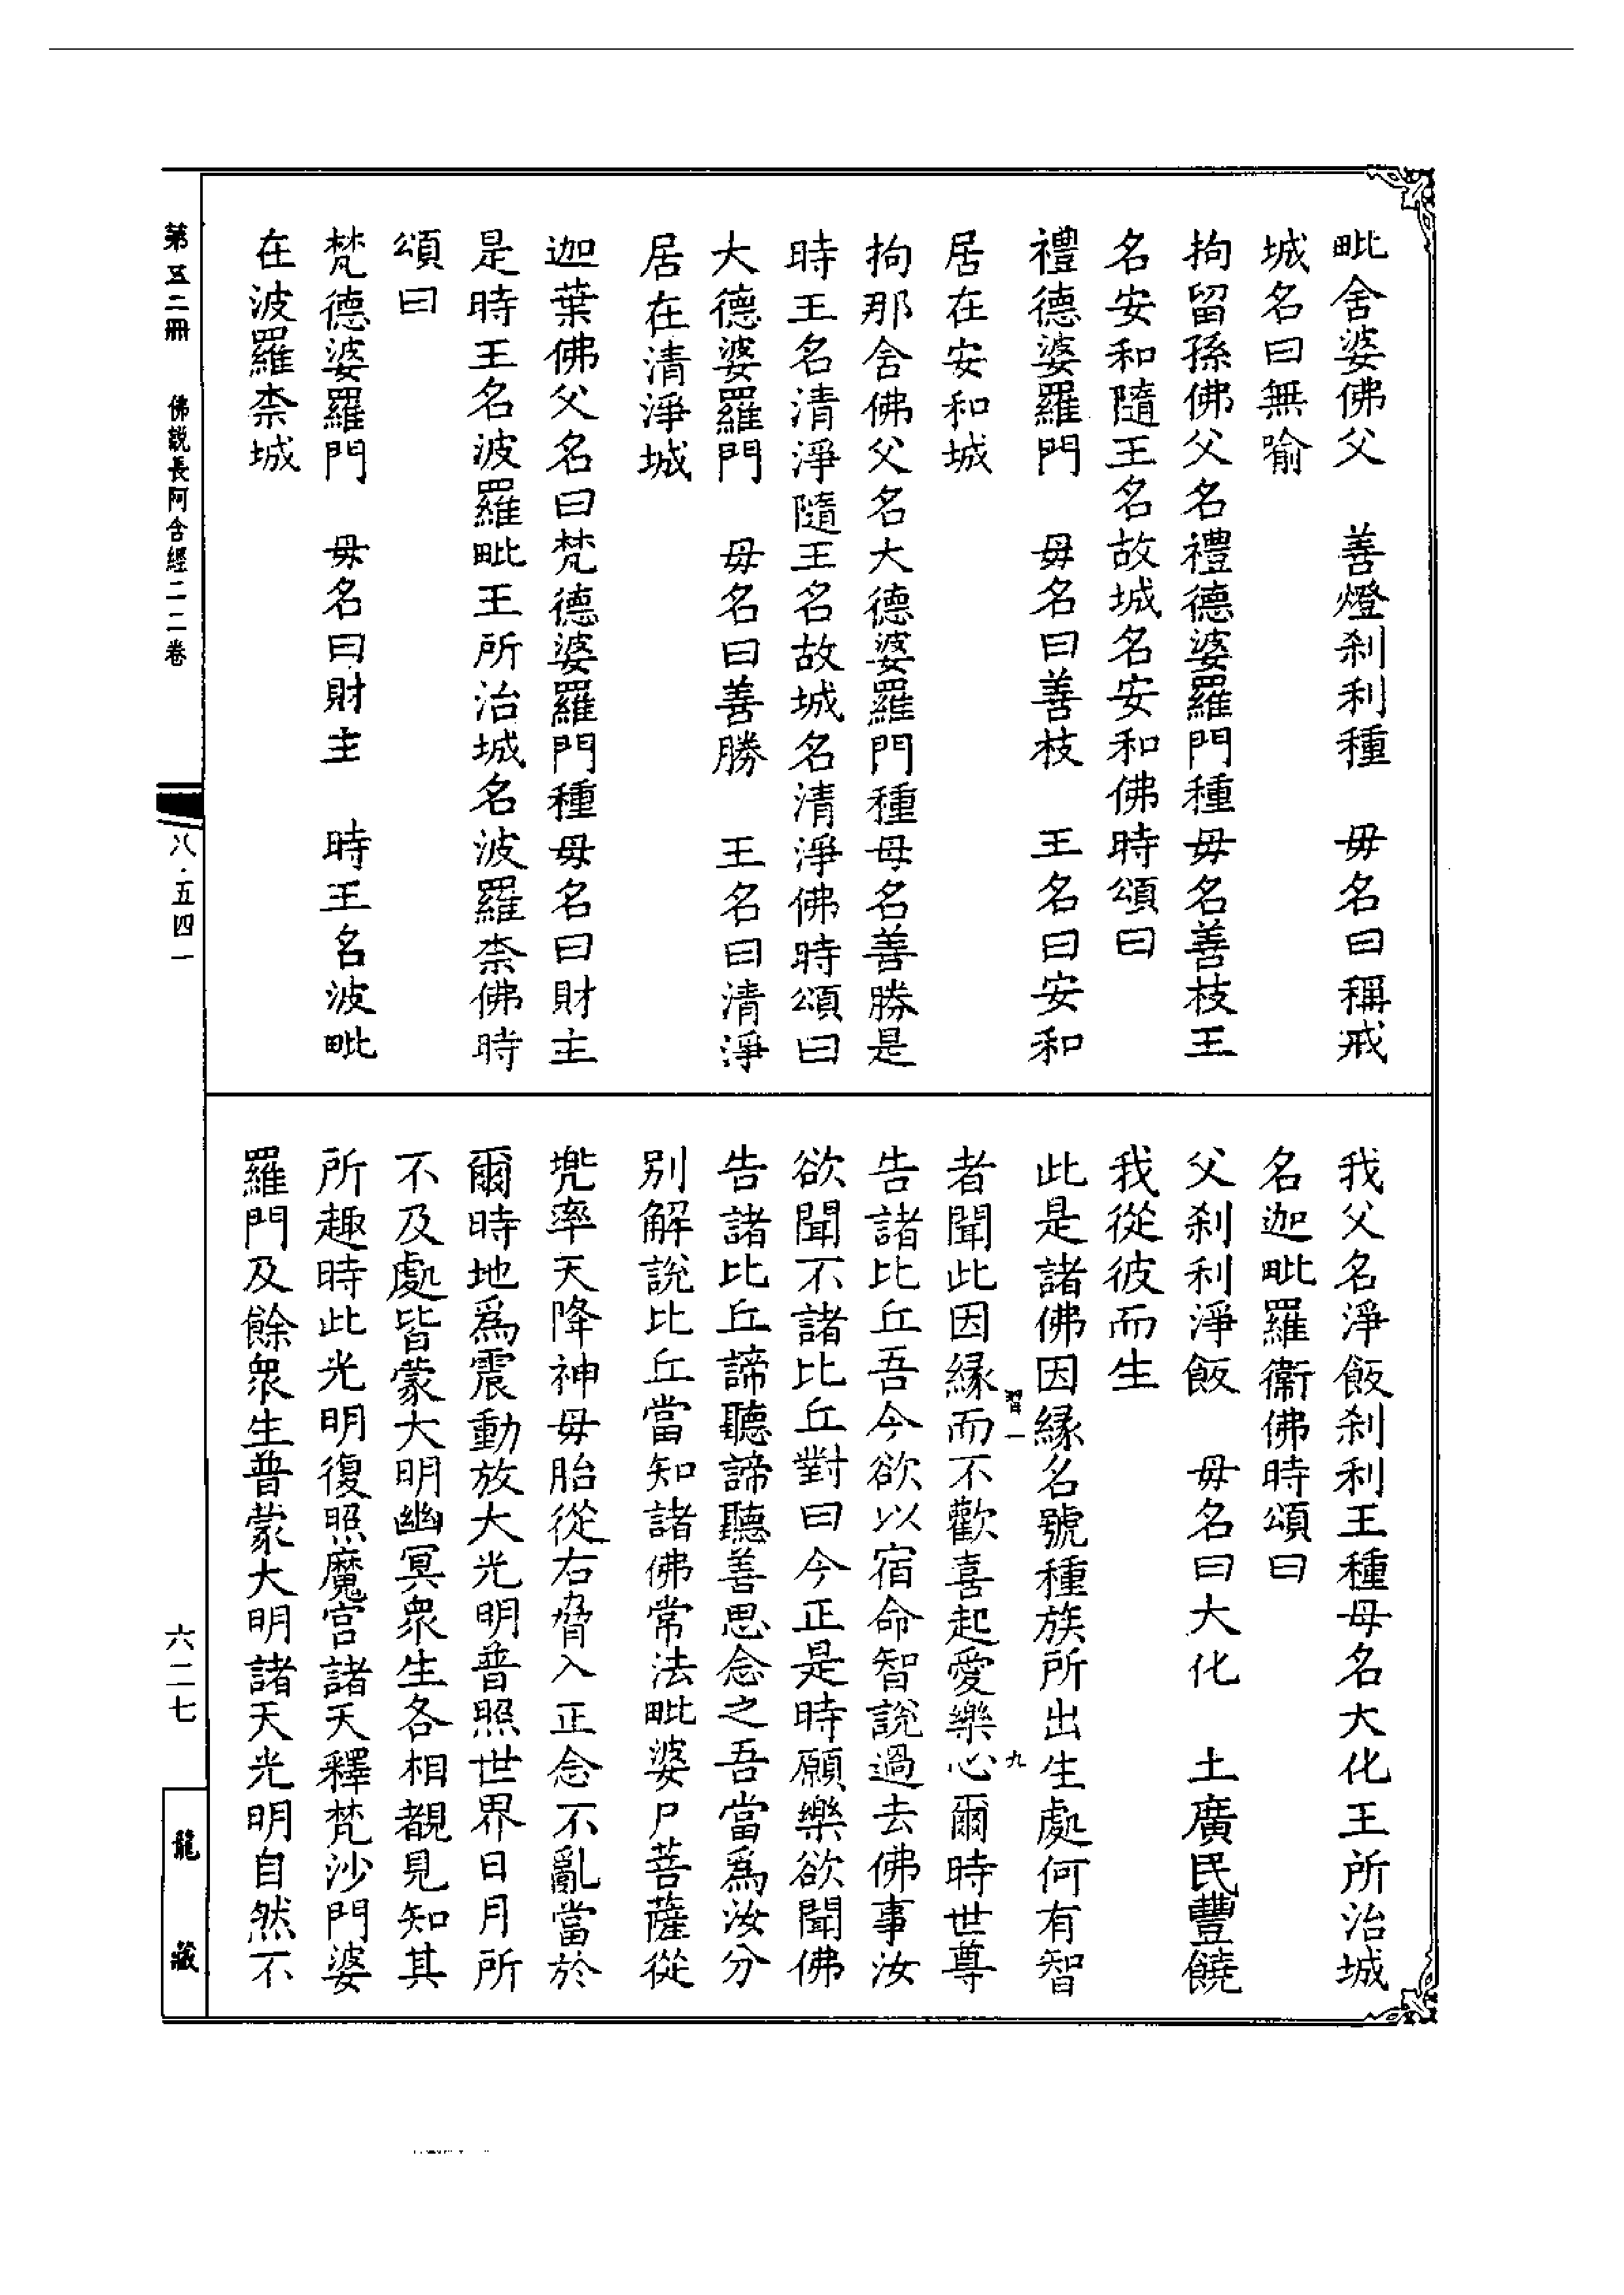 毗舍婆佛父　善燈刹利種　毋名曰稱戒
城名曰無喻
拘留孫佛父名禮德婆羅門種毋名善枝王
名安和隨王名故城名安和佛時頌曰
禮德婆羅門　毋名曰善枝　王名曰安和
居在安和城
拘那舍佛父名大德婆羅門種母名善勝是
時王名清淨隨王名故城名清淨佛時頌曰
大德婆羅門　毋名曰善勝　王名曰清淨
居在清淨城
迦葉佛父名曰梵德婆羅門種毋名曰財主
是時王名波羅毗王所治城名波羅柰佛時
頌曰
梵德婆羅門　毋名曰財主　時王名波毗
在波羅柰城
我父名淨飯刹利王種母名大化王所治城
名迦毗羅衞佛時頌曰
父刹利淨飯　毋名曰大化　土廣民豐饒
我從彼而生
此是諸佛因緣名號種族所出生處何有智
習一　九
者聞此因緣而不歡喜起愛樂心爾時世尊
告諸比丘吾今欲以宿命智說過去佛事汝
欲聞不諸比丘對曰今正是時願樂欲聞佛
告諸比丘諦聽諦聽善思念之吾當爲汝分
别解說比丘當知諸佛常法毗婆尸菩薩從
兠率天降神毋胎從右脅入正念不亂當於
爾時地爲震動放大光明普照世界日月所
不及處皆蒙大明幽冥衆生各相覩見知其
所趣時此光明復照魔宫諸天釋梵沙門婆
羅門及餘衆生普蒙大明諸天光明自然不
第五二冊　佛說長阿含經二二卷
八·五四一
六二七
龍藏